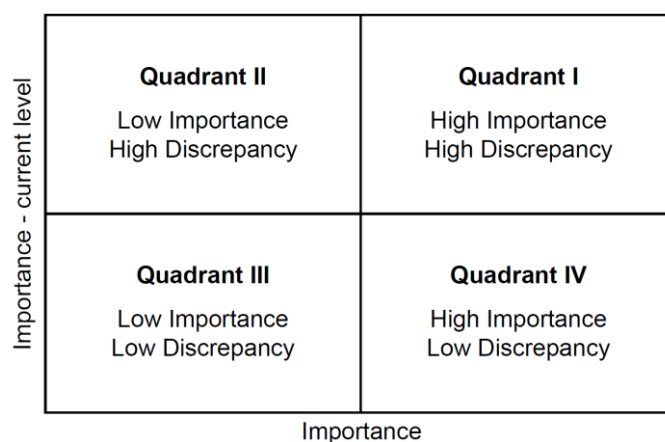 Importance - current level
Quadrant II
Low Importance
High Discrepancy
Quadrant I
High Importance
High Discrepancy
Quadrant III
Low Importance
Low Discrepancy
Quadrant IV
High Importance
Low Discrepancy
Importance